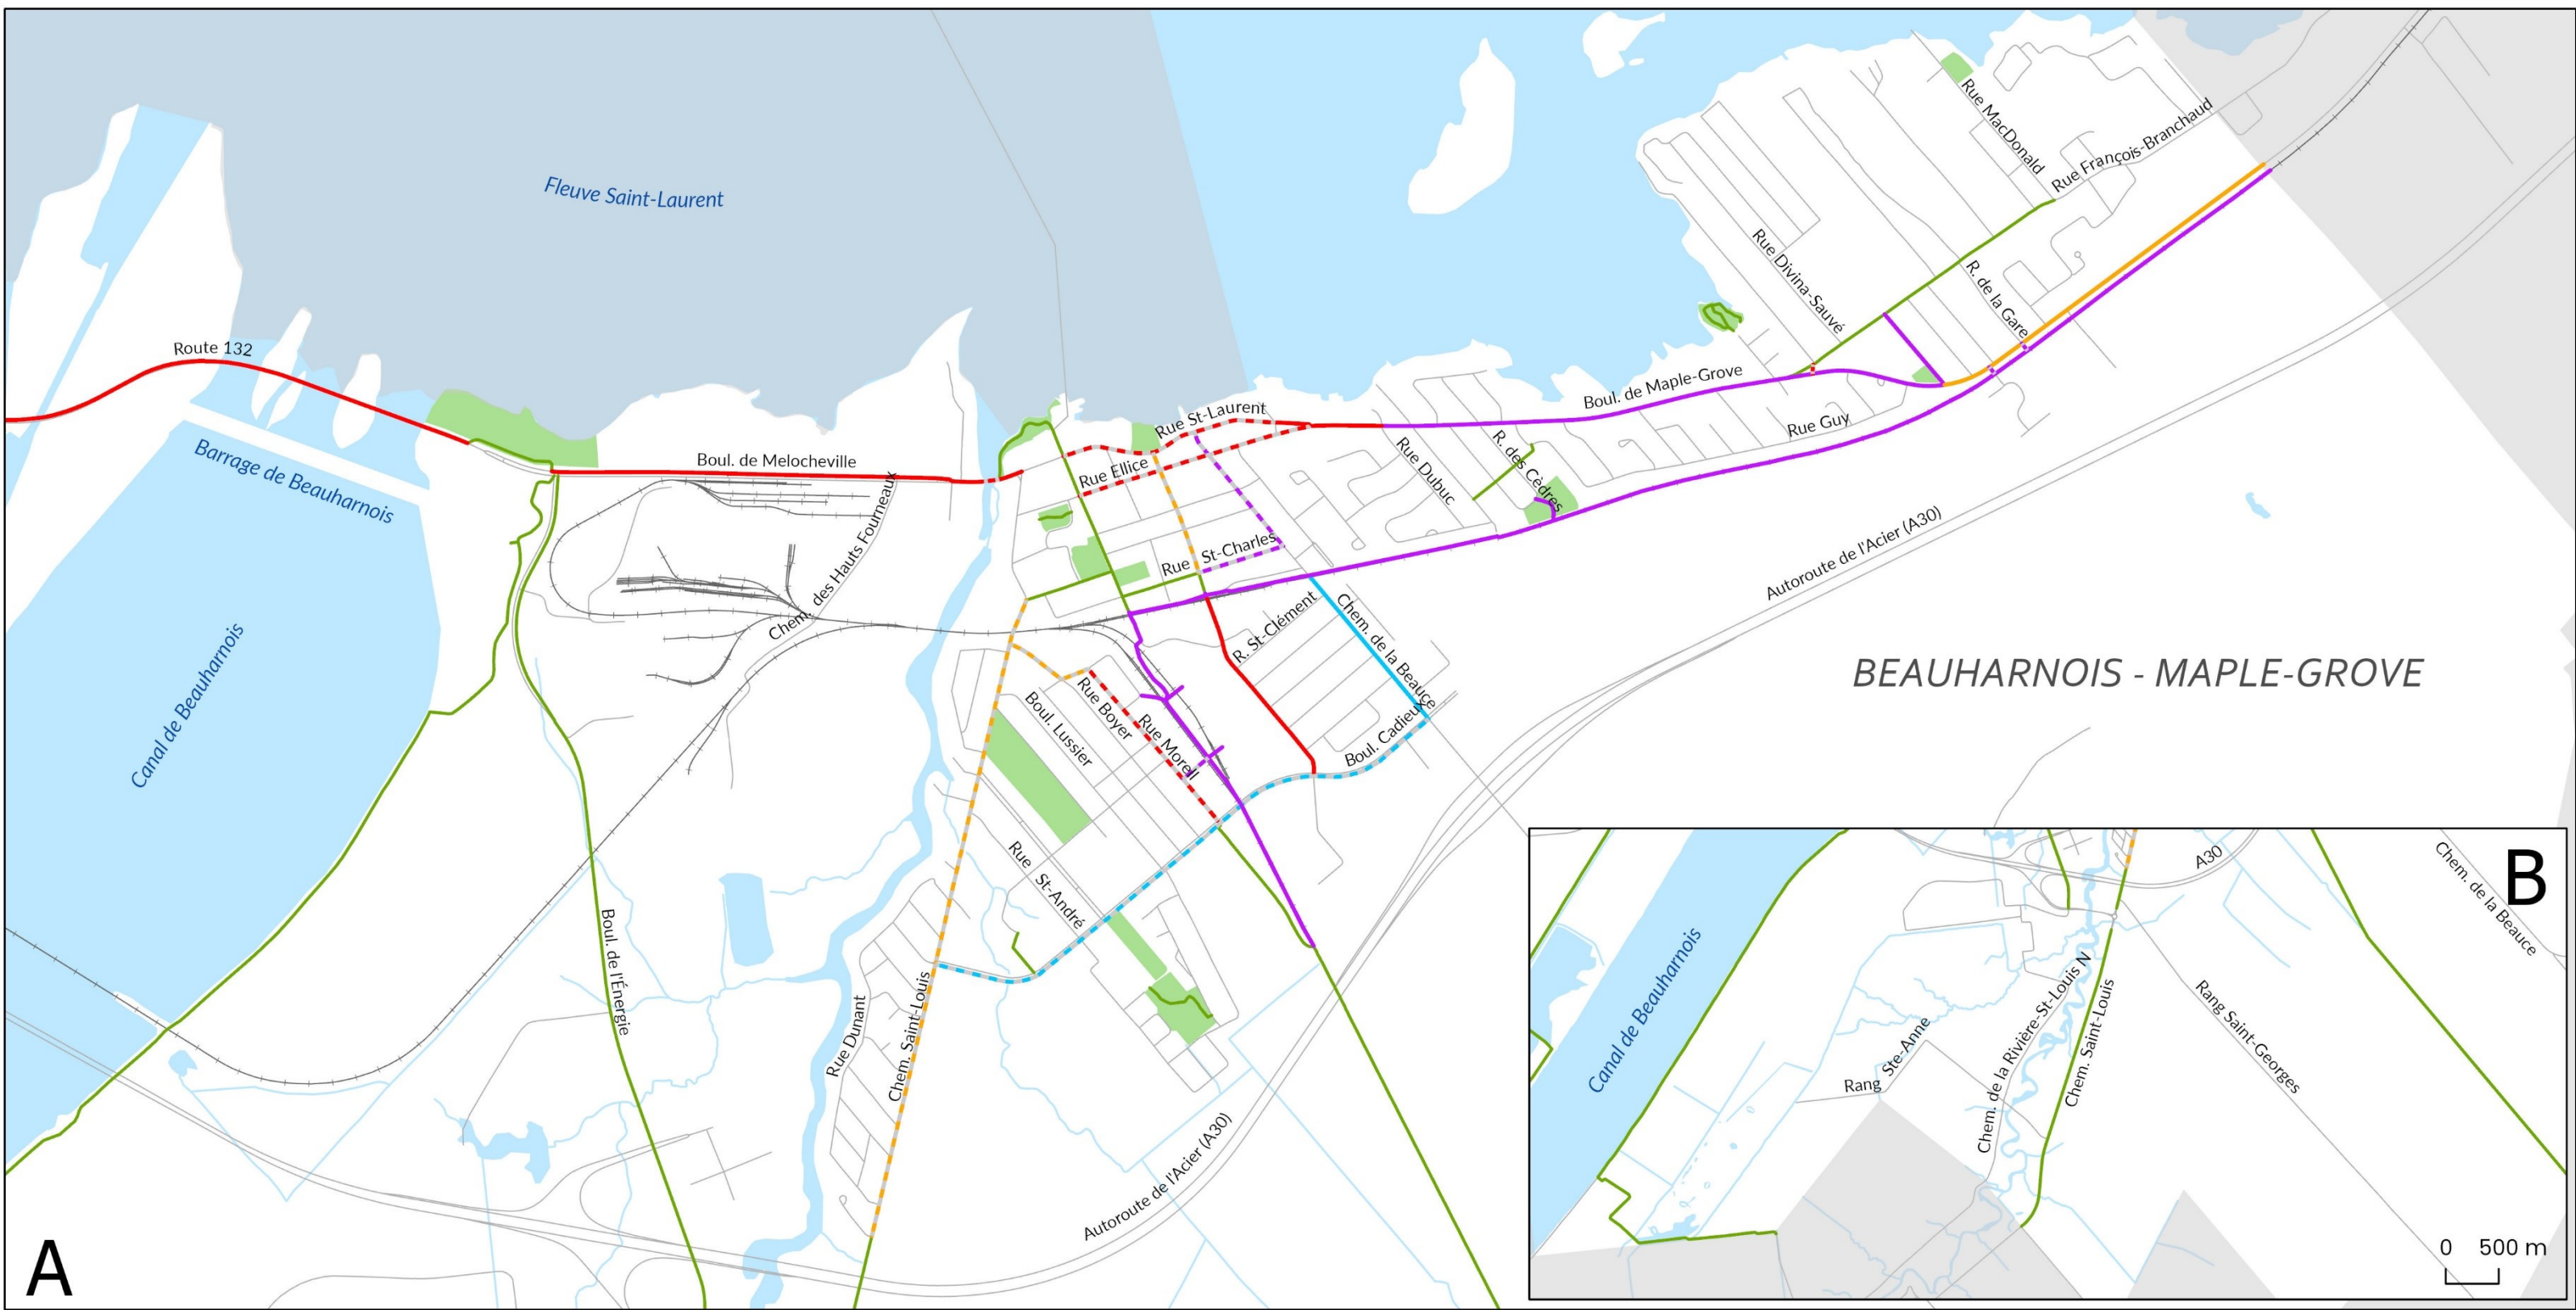 Rue MacDonald
Rue François-Branchaud
Fleuve Saint-Laurent
Rue Divina-Sauvé
R. de la Gare
Route 132
Boul. de Maple-Grove
Rue St-Laurent
Rue Guy
Barrage de Beauharnois
Boul. de Melocheville
Rue Ellice
Rue Dubuc
R. des Cèdres
Chem. des Hauts Fourneaux
Rue St-Charles
Autoroute de l'Acier (A30)
R. St-Clément
Chem. de la Beauce
Canal de Beauharnois
BEAUHARNOIS - MAPLE-GROVE
Rue Boyer
Boul. Lussier
Rue Morell
Boul. Cadieux
Rue St-André
Boul. de l'Énergie
Rue Dunant
Chem. Saint-Louis
Autoroute de l'Acier (A30)
A
A30
Chem. de la Beauce
B
Canal de Beauharnois
Chem. de la Rivière-St-Louis N
Chem. Saint-Louis
Rang Saint-Georges
Rang Ste-Anne
0 500 m